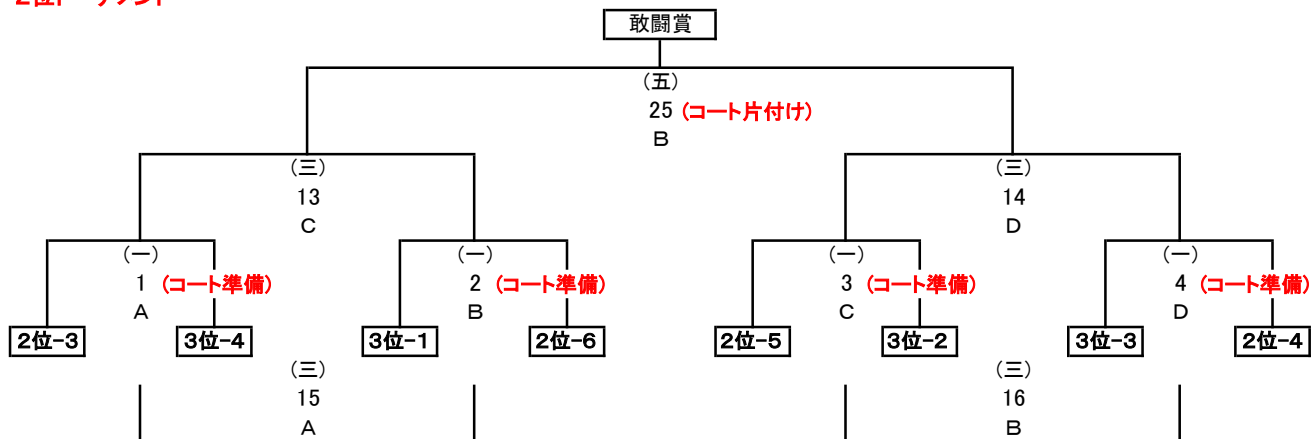 敢闘賞
(五)
25 (コート片付け)
B
(三) (三)
13 14
C D
(一) (一) (一) (一)
1 (コート準備) 2 (コート準備) 3 (コート準備) 4 (コート準備)
A B C D
2位-3 3位-4 3位-1 2位-6 2位-5 3位-2 3位-3 2位-4
(三) (三)
15 16
A B